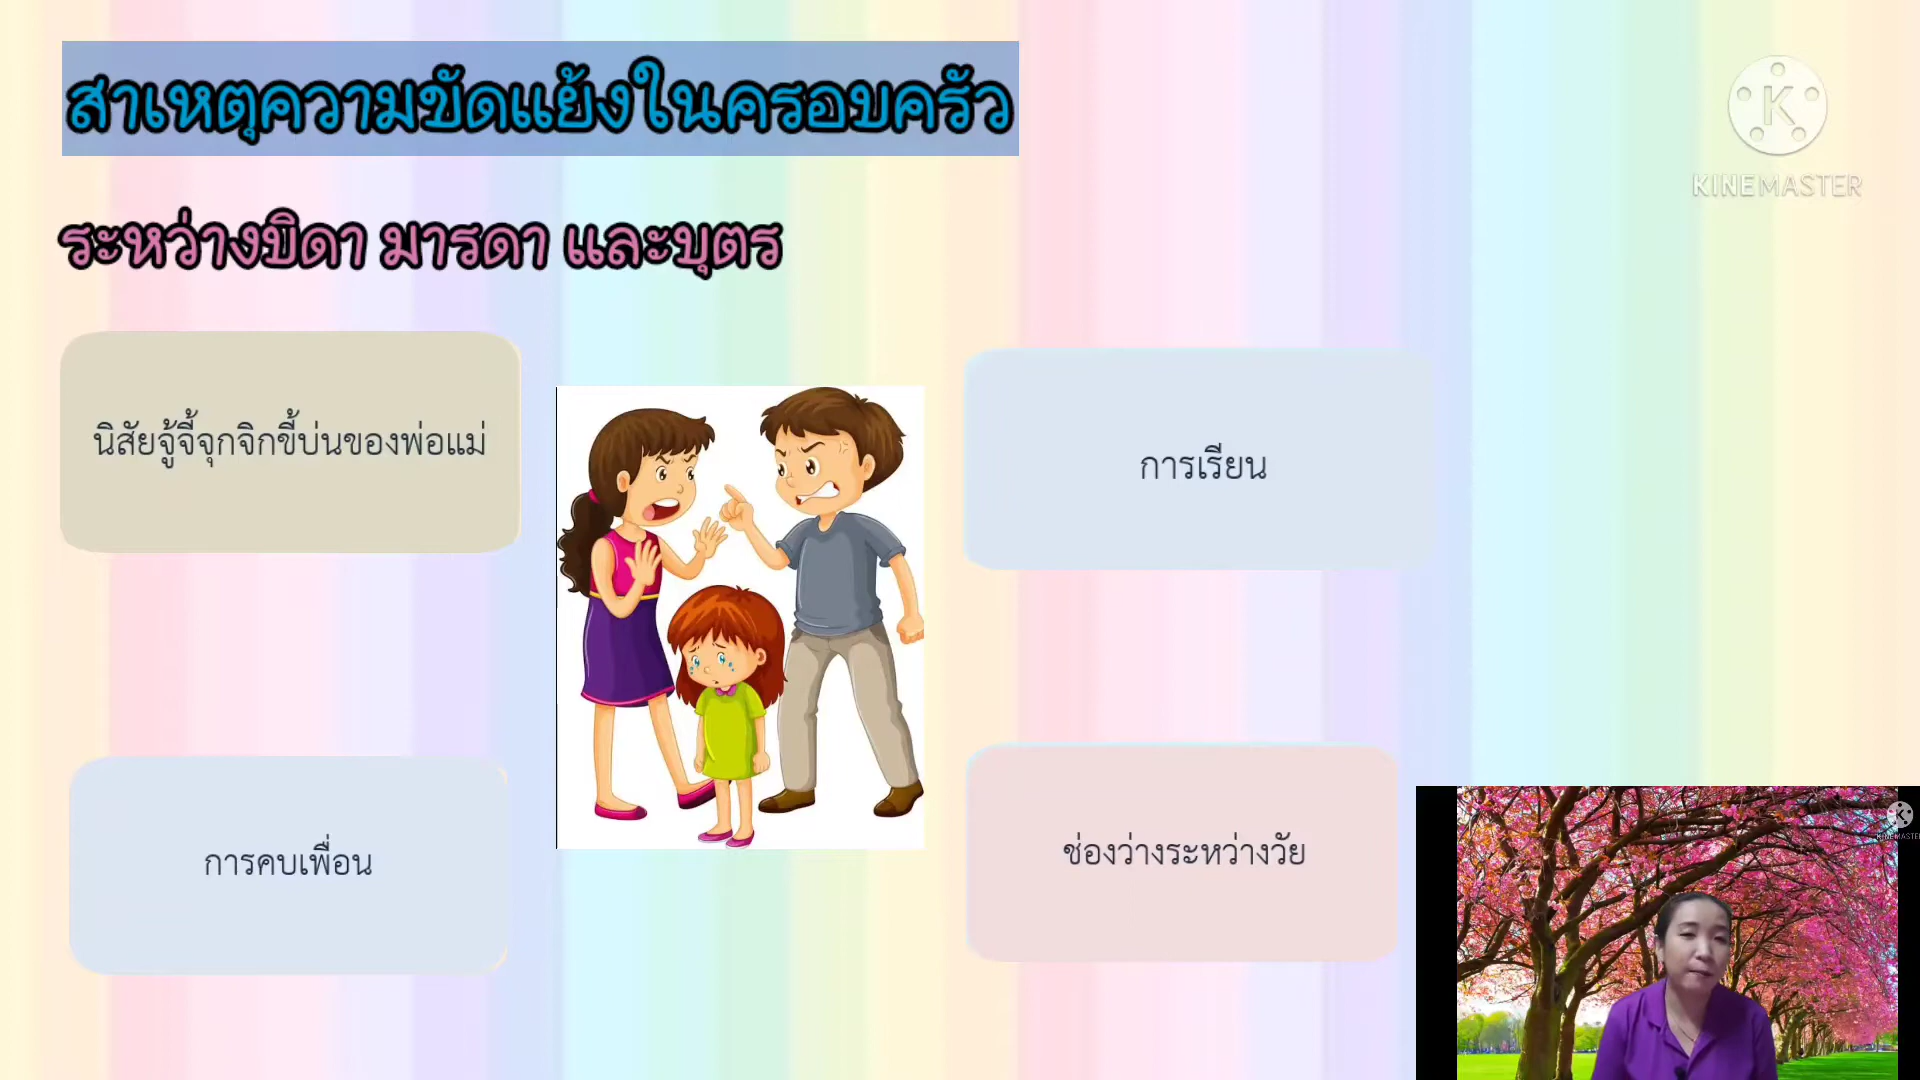 สาเหตุความขัดแย้งในครอบครัว
ระหว่างบิดา มารดา และบุตร
นิสัยจู้จี้จุกจิกขี้บ่นของพ่อแม่
การเรียน
การคบเพื่อน
ช่องว่างระหว่างวัย
K
KINEMASTER
K
KINEMASTER